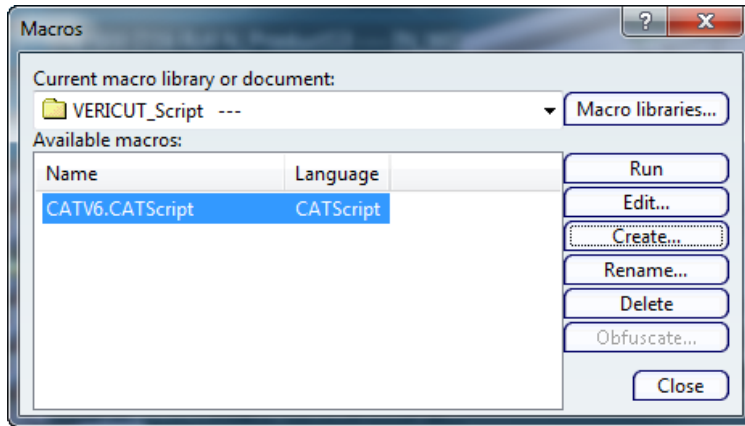 Macros
Current macro library or document:
VERICUT_Script ---
Macro libraries...
Available macros:
Name Language
CATV6.CATScript CATScript
Run
Edit...
Create...
Rename...
Delete
Obfuscate...
Close